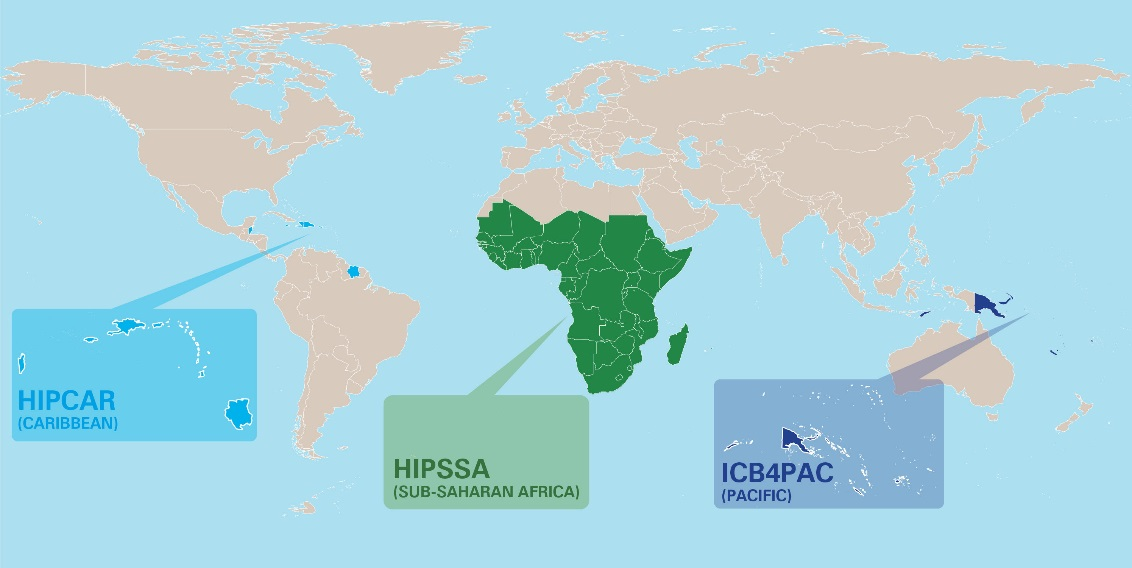 HIPCAR
(CARIBBEAN)
HIPSSA
(SUB-SAHARAN AFRICA)
ICB4PAC
(PACIFIC)